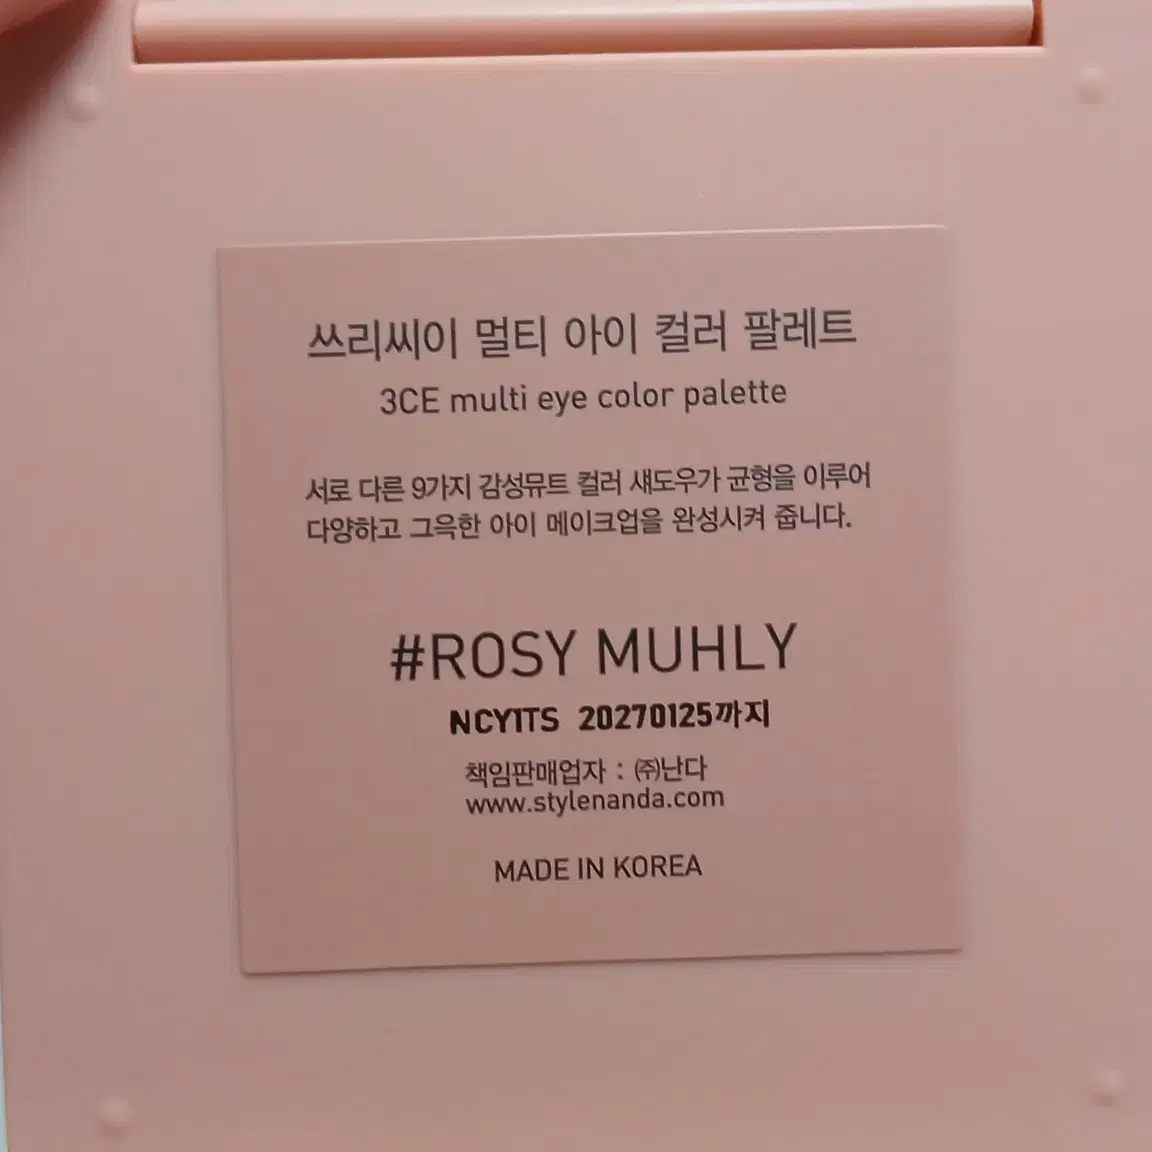 쓰리씨이 멀티 아이 컬러 팔레트
3CE multi eye color palette
서로 다른 9가지 감성뮤트 컬러 섀도우가 균형을 이루어
다양하고 그윽한 아이 메이크업을 완성시켜 줍니다.
#ROSY MUHLY
NCY1TS 20270125까지
책임판매업자 : ㈜난다
www.stylenanda.com
MADE IN KOREA